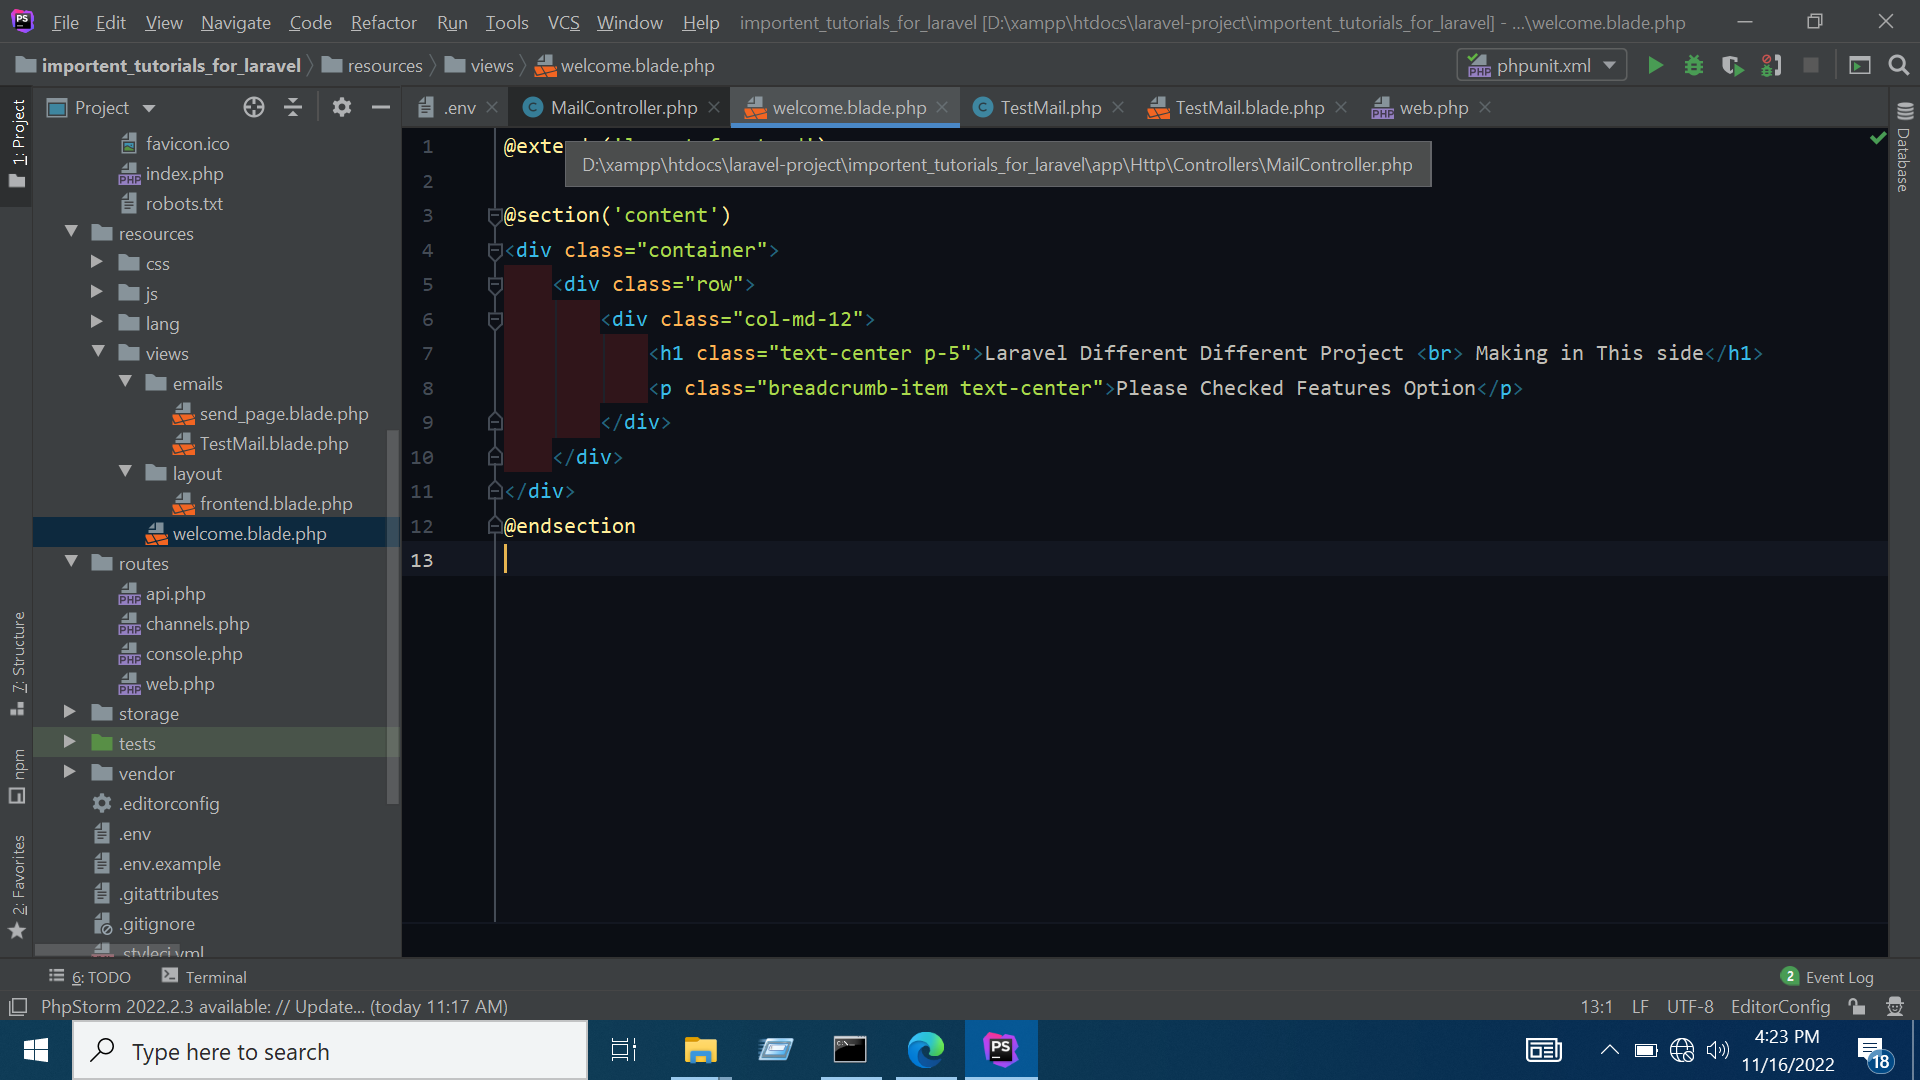 PS File Edit View Navigate Code Refactor Run Tools VCS Window Help importent_tutorials_for_laravel [D:\xampp\htdocs\laravel-project\importent_tutorials_for_laravel] - ...\welcome.blade.php
importent_tutorials_for_laravel resources views welcome.blade.php phpunit.xml
Project .env MailController.php welcome.blade.php TestMail.php TestMail.blade.php web.php
1: Project
7: Structure
npm
2: Favorites
favicon.ico
index.php
robots.txt
resources
css
js
lang
views
emails
send_page.blade.php
TestMail.blade.php
layout
frontend.blade.php
welcome.blade.php
routes
api.php
channels.php
console.php
web.php
storage
tests
vendor
.editorconfig
.env
.env.example
.gitattributes
.gitignore
.styleci.yml
1 @exten
D:\xampp\htdocs\laravel-project\importent_tutorials_for_laravel\app\Http\Controllers\MailController.php
2
3 @section('content')
4 <div class="container">
5 <div class="row">
6 <div class="col-md-12">
7 <h1 class="text-center p-5">Laravel Different Different Project <br> Making in This side</h1>
8 <p class="breadcrumb-item text-center">Please Checked Features Option</p>
9 </div>
10 </div>
11 </div>
12 @endsection
13
Database
6: TODO Terminal 2 Event Log
PhpStorm 2022.2.3 available: // Update... (today 11:17 AM) 13:1 LF UTF-8 EditorConfig
Type here to search PS 4:23 PM
11/16/2022 18